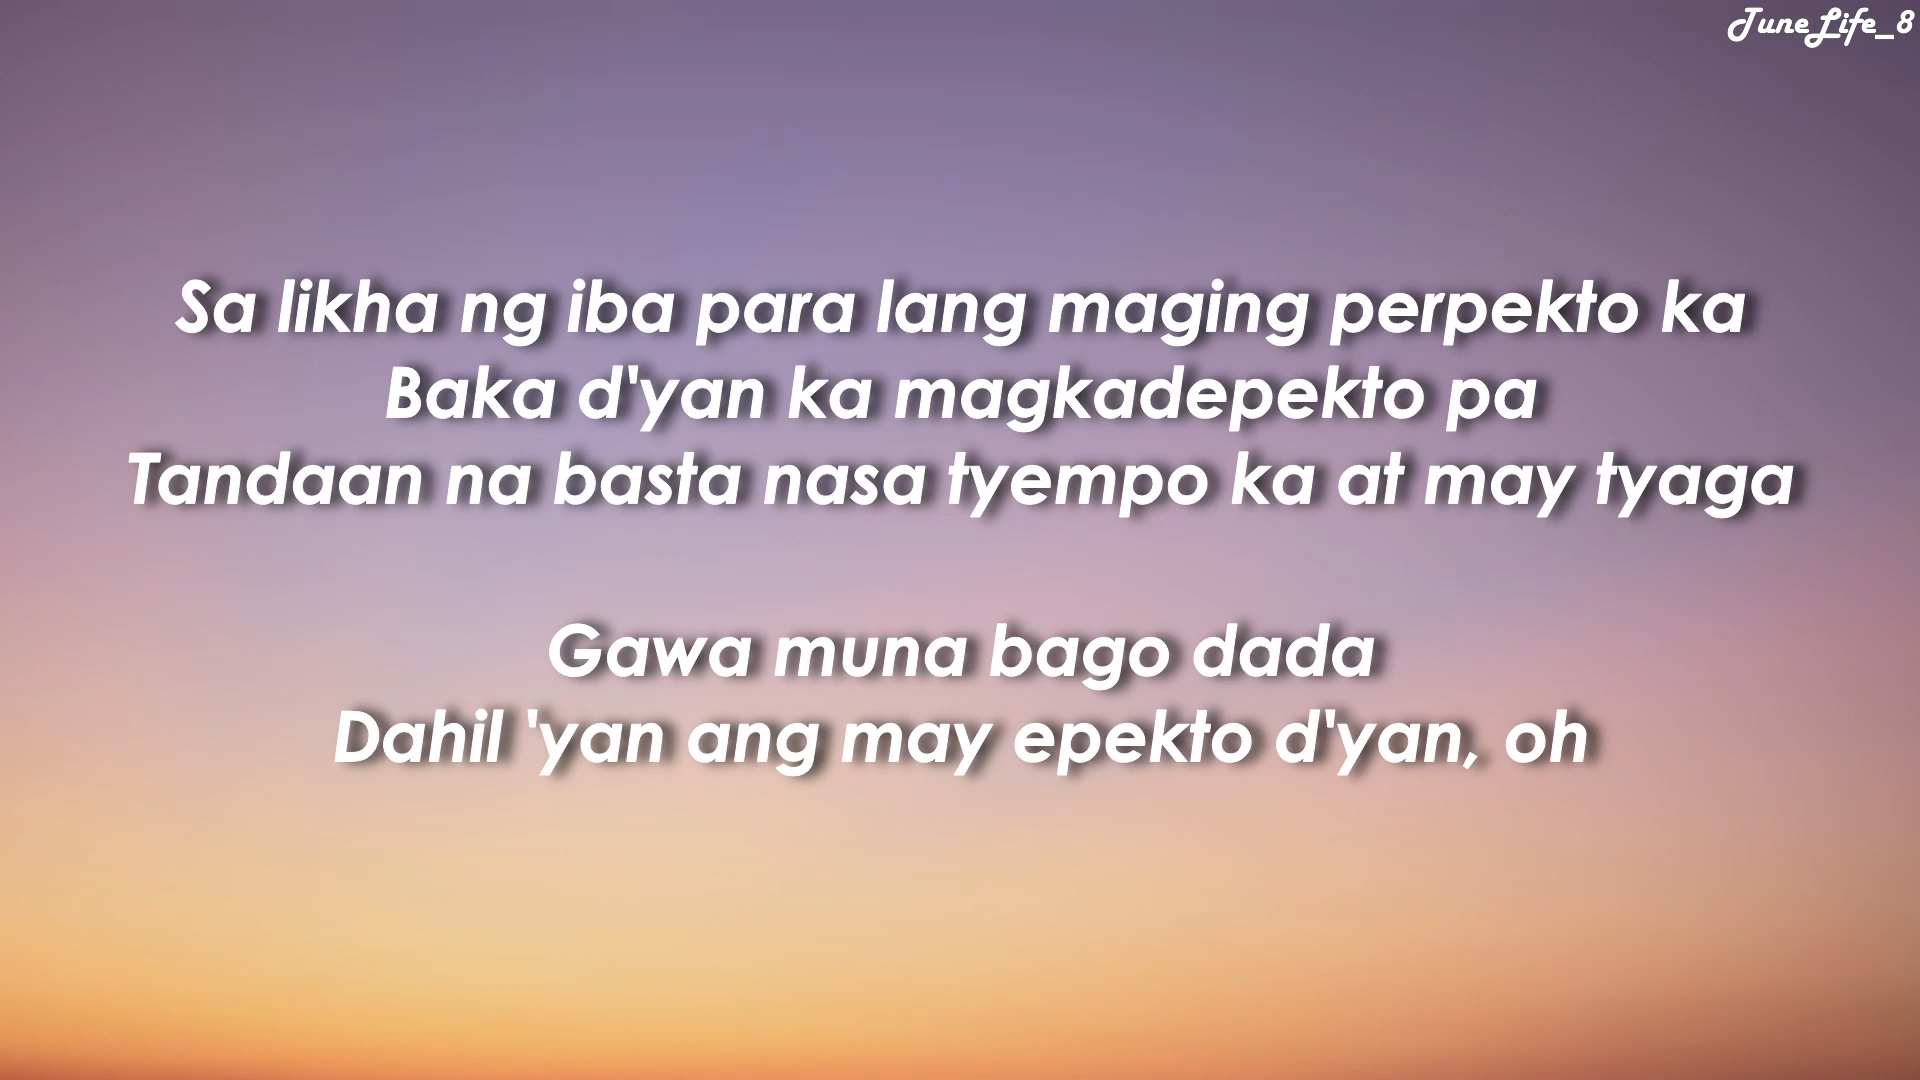 TuneLife_8
Sa likha ng iba para lang maging perpekto ka
Baka d'yan ka magkadepekto pa
Tandaan na basta nasa tyempo ka at may tyaga
Gawa muna bago dada
Dahil 'yan ang may epekto d'yan, oh